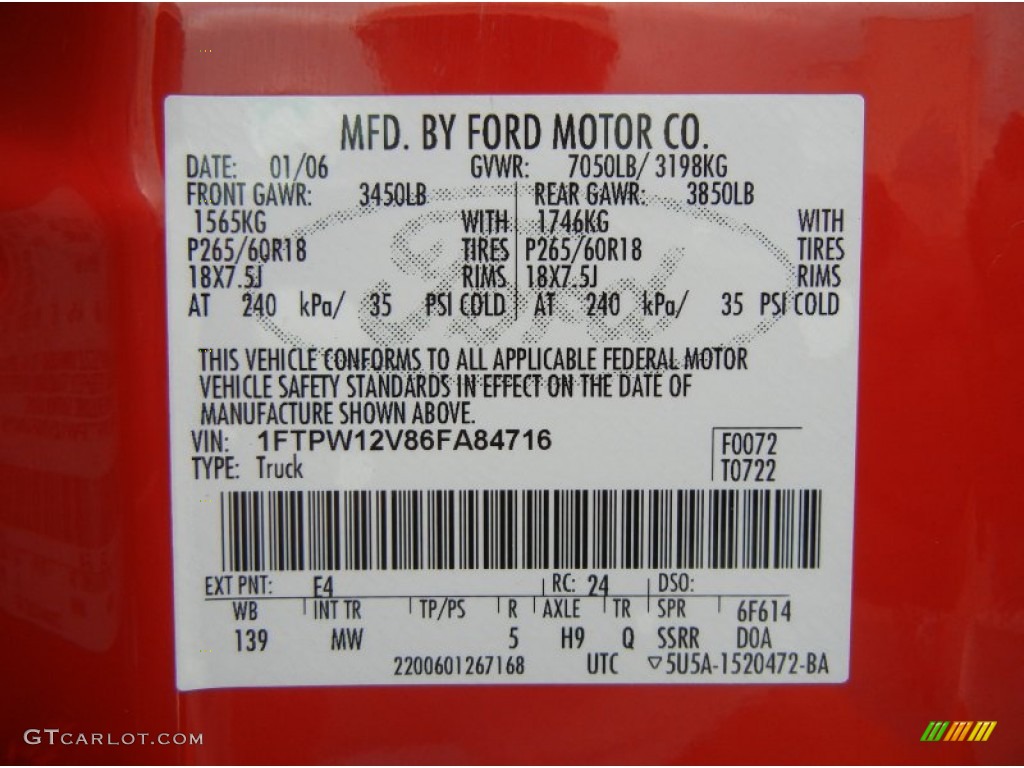 MFD. BY FORD MOTOR CO.
DATE: 01/06 GVWR: 7050LB/ 3198KG
FRONT GAWR: 3450LB REAR GAWR: 3850LB
1565KG WITH 1746KG WITH
P265/60R18 TIRES P265/60R18 TIRES
18X7.5J RIMS 18X7.5J RIMS
AT 240 kPa/ 35 PSI COLD AT 240 kPa/ 35 PSI COLD
Ford
THIS VEHICLE CONFORMS TO ALL APPLICABLE FEDERAL MOTOR
VEHICLE SAFETY STANDARDS IN EFFECT ON THE DATE OF
MANUFACTURE SHOWN ABOVE.
VIN: 1FTPW12V86FA84716 F0072
TYPE: Truck T0722
EXT PNT: E4 RC: 24 DSO:
WB INT TR TP/PS R AXLE TR SPR 6F614
139 MW 5 H9 Q SSRR DOA
2200601267168 UTC ▽5U5A-1520472-BA
GTCARLOT.COM